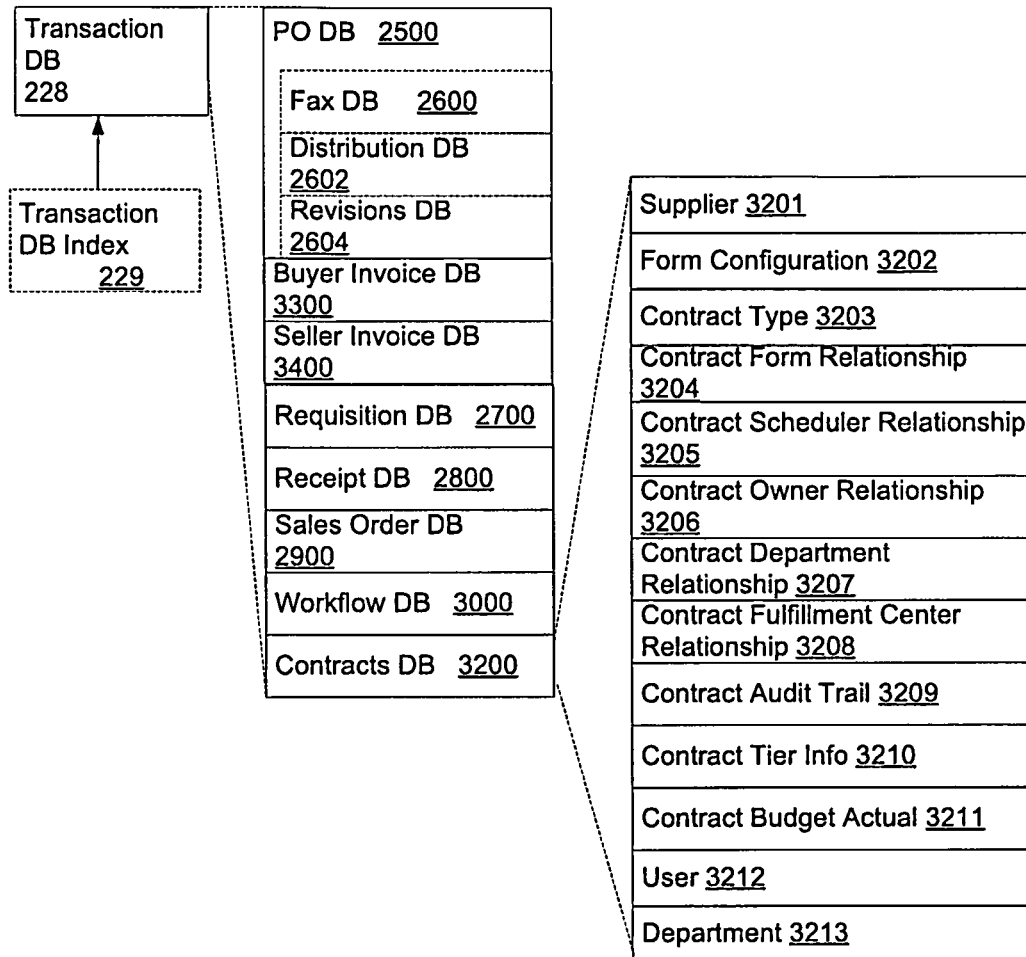 Transaction
DB
228
Transaction
DB Index
229
PO DB 2500
Fax DB 2600
Distribution DB
2602
Revisions DB
2604
Buyer Invoice DB
3300
Seller Invoice DB
3400
Requisition DB 2700
Receipt DB 2800
Sales Order DB
2900
Workflow DB 3000
Contracts DB 3200
Supplier 3201
Form Configuration 3202
Contract Type 3203
Contract Form Relationship
3204
Contract Scheduler Relationship
3205
Contract Owner Relationship
3206
Contract Department
Relationship 3207
Contract Fulfillment Center
Relationship 3208
Contract Audit Trail 3209
Contract Tier Info 3210
Contract Budget Actual 3211
User 3212
Department 3213